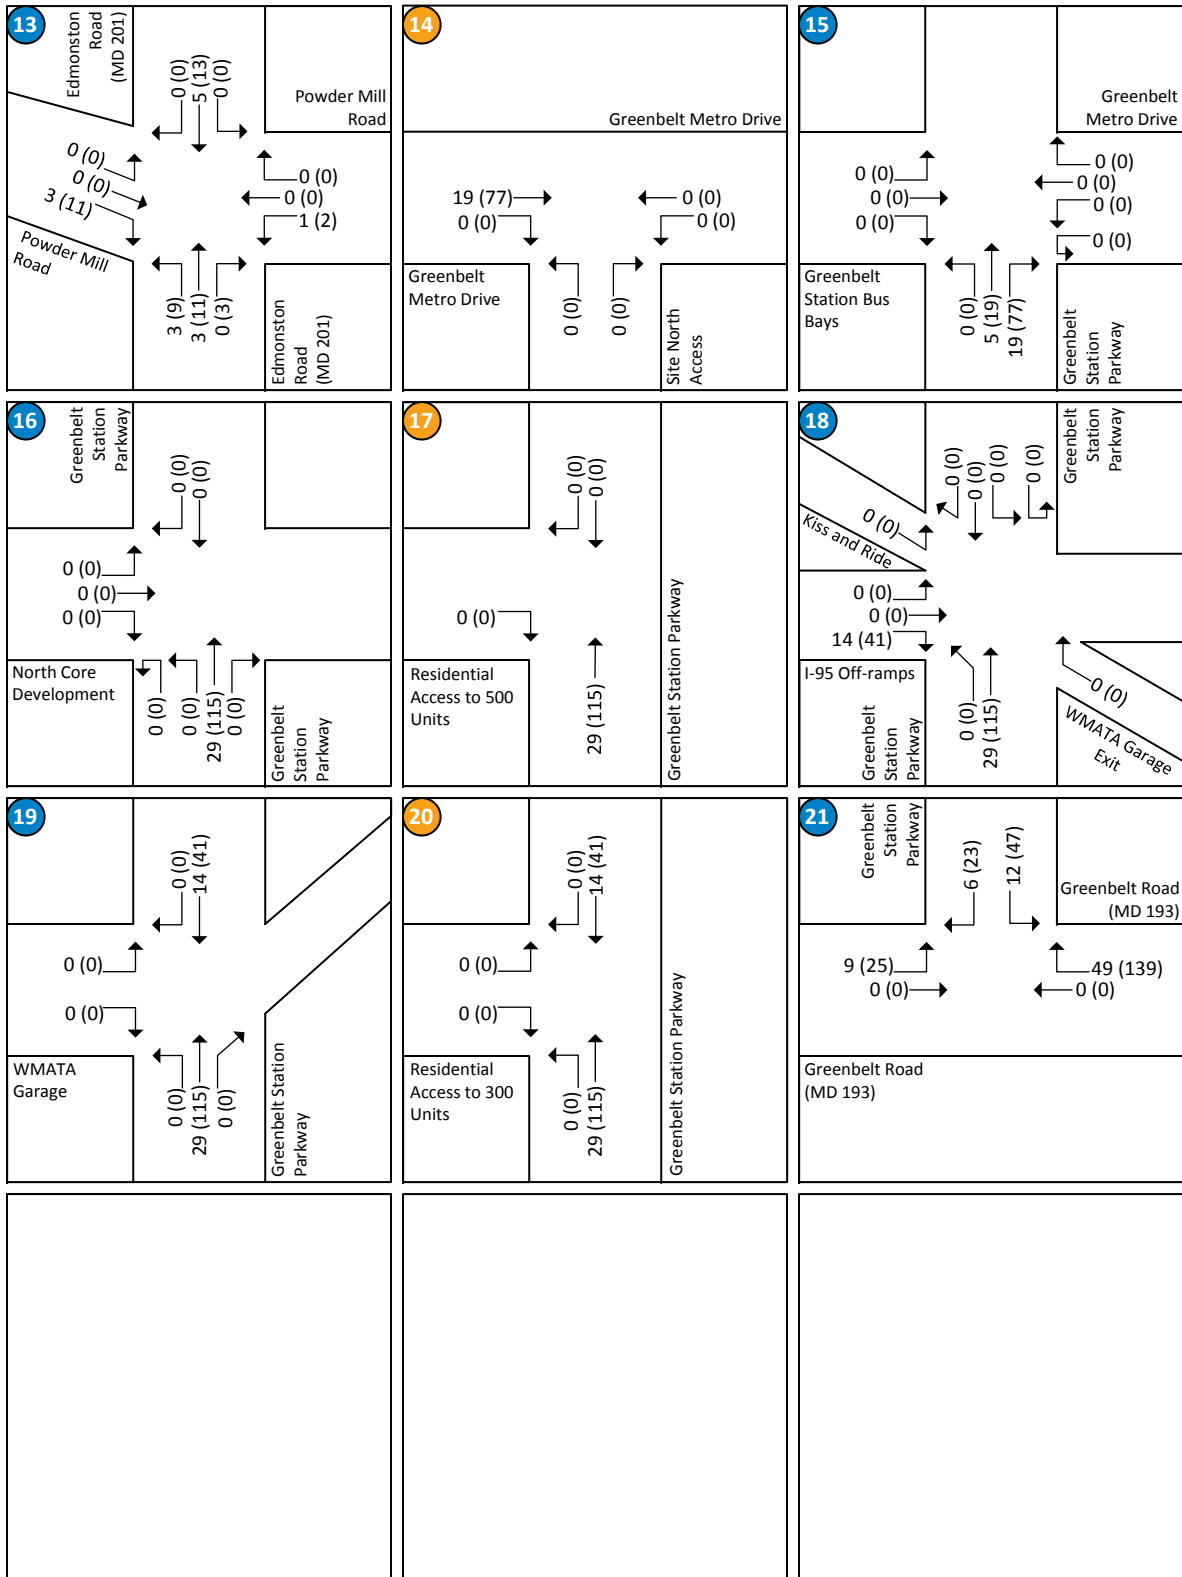 13
Edmonston
Road
(MD 201)
0 (0)
5 (13)
0 (0)
Powder Mill
Road
0 (0)
0 (0)
3 (11)
0 (0)
0 (0)
1 (2)
Powder Mill
Road
3 (9)
3 (11)
0 (3)
Edmonston
Road
(MD 201)
14
Greenbelt Metro Drive
19 (77)
0 (0)
0 (0)
0 (0)
Greenbelt
Metro Drive
0 (0)
0 (0)
Site North
Access
15
Greenbelt
Metro Drive
0 (0)
0 (0)
0 (0)
0 (0)
0 (0)
0 (0)
0 (0)
Greenbelt
Station Bus
Bays
0 (0)
5 (19)
19 (77)
Greenbelt
Station
Parkway
16
Greenbelt
Station
Parkway
0 (0)
0 (0)
0 (0)
0 (0)
0 (0)
North Core
Development
0 (0)
0 (0)
29 (115)
0 (0)
Greenbelt
Station
Parkway
17
0 (0)
0 (0)
0 (0)
Residential
Access to 500
Units
29 (115)
Greenbelt Station Parkway
18
0 (0)
0 (0)
0 (0)
0 (0)
Greenbelt
Station
Parkway
0 (0)
Kiss and Ride
0 (0)
0 (0)
14 (41)
I-95 Off-ramps
Greenbelt
Station
Parkway
0 (0)
29 (115)
0 (0)
WMATA Garage
Exit
19
0 (0)
14 (41)
0 (0)
0 (0)
WMATA
Garage
0 (0)
29 (115)
0 (0)
Greenbelt Station
Parkway
20
0 (0)
14 (41)
0 (0)
0 (0)
Residential
Access to 300
Units
0 (0)
29 (115)
Greenbelt Station Parkway
21
Greenbelt
Station
Parkway
6 (23)
12 (47)
Greenbelt Road
(MD 193)
9 (25)
0 (0)
49 (139)
0 (0)
Greenbelt Road
(MD 193)